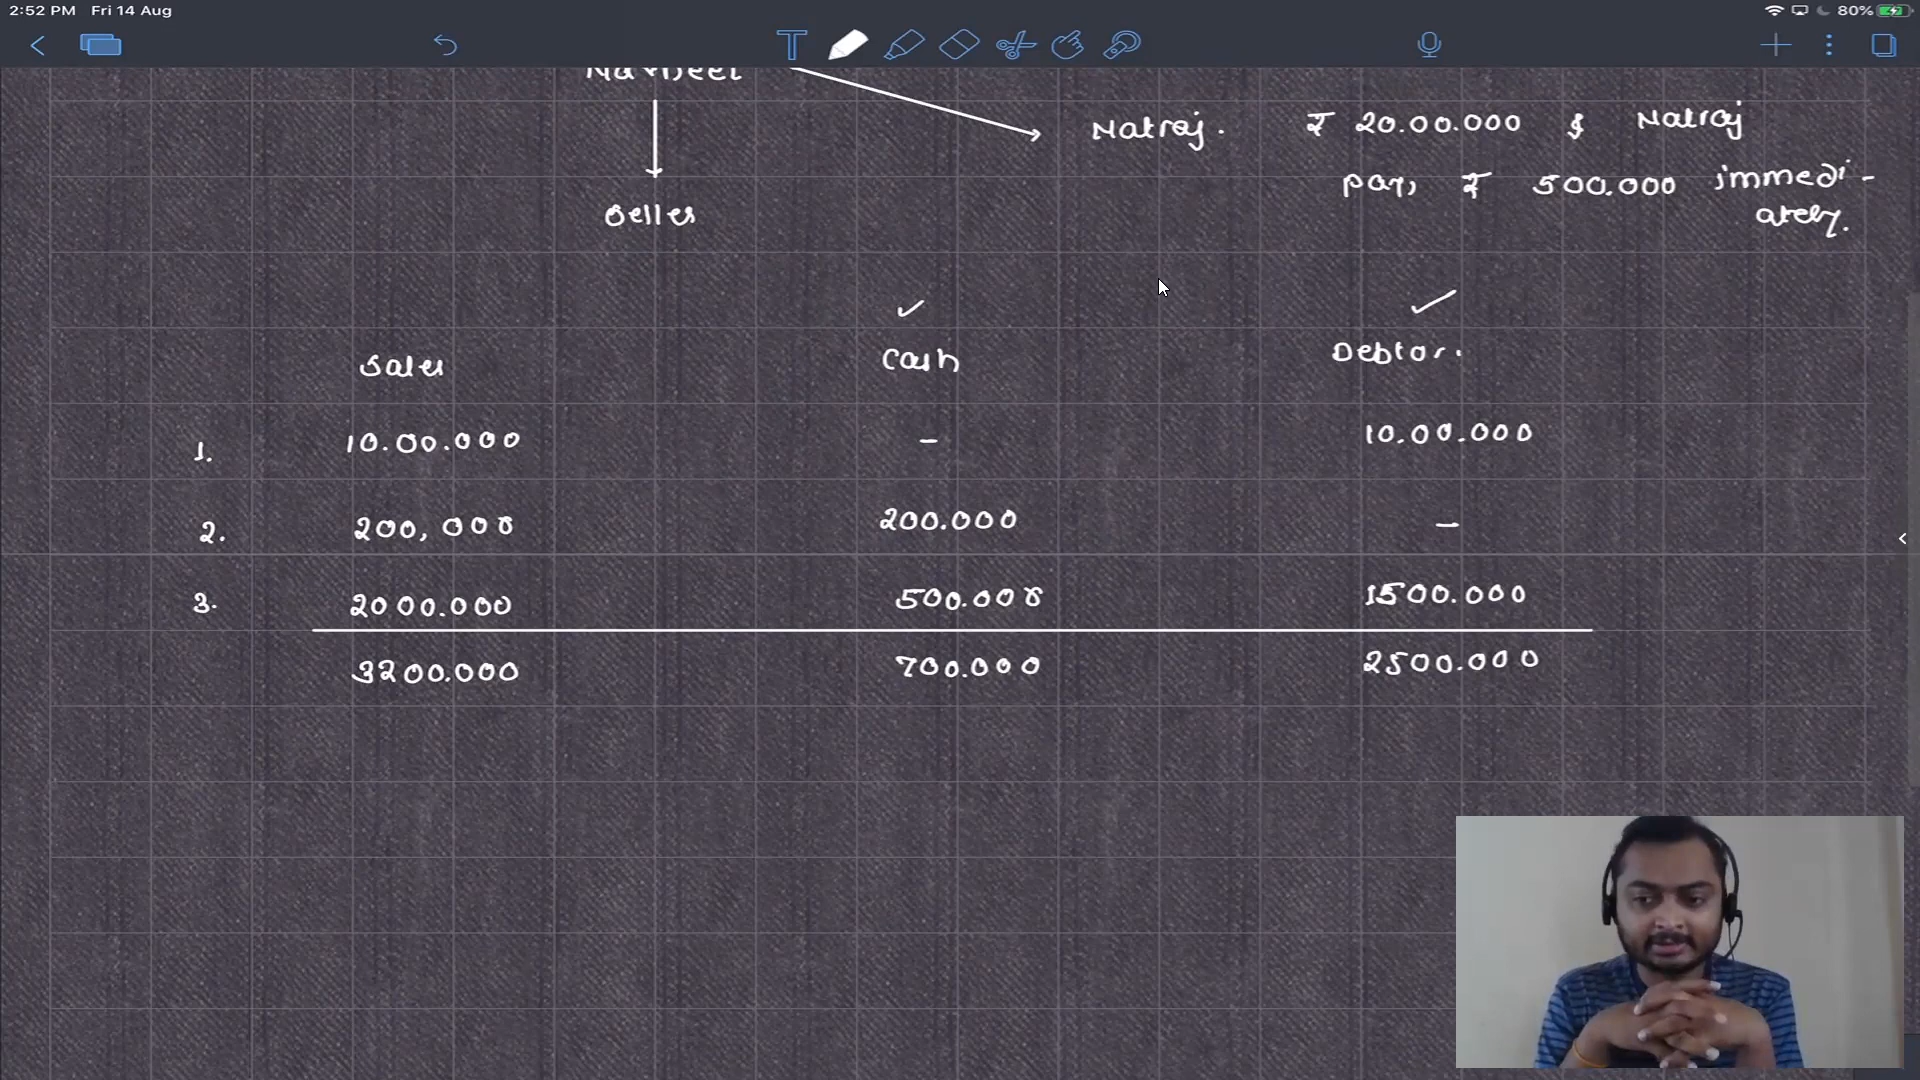 2:52 PM Fri 14 Aug
80%
T
Natraj. ₹ 20.00.000 & Natraj
pay ₹ 500.000 immedi-
ately.
Seller
Sales Cash Debtor.
1. 10.00.000 - 10.00.000
2. 200,000 200.000 -
3. 2000.000 500.000 1500.000
3200.000 700.000 2500.000